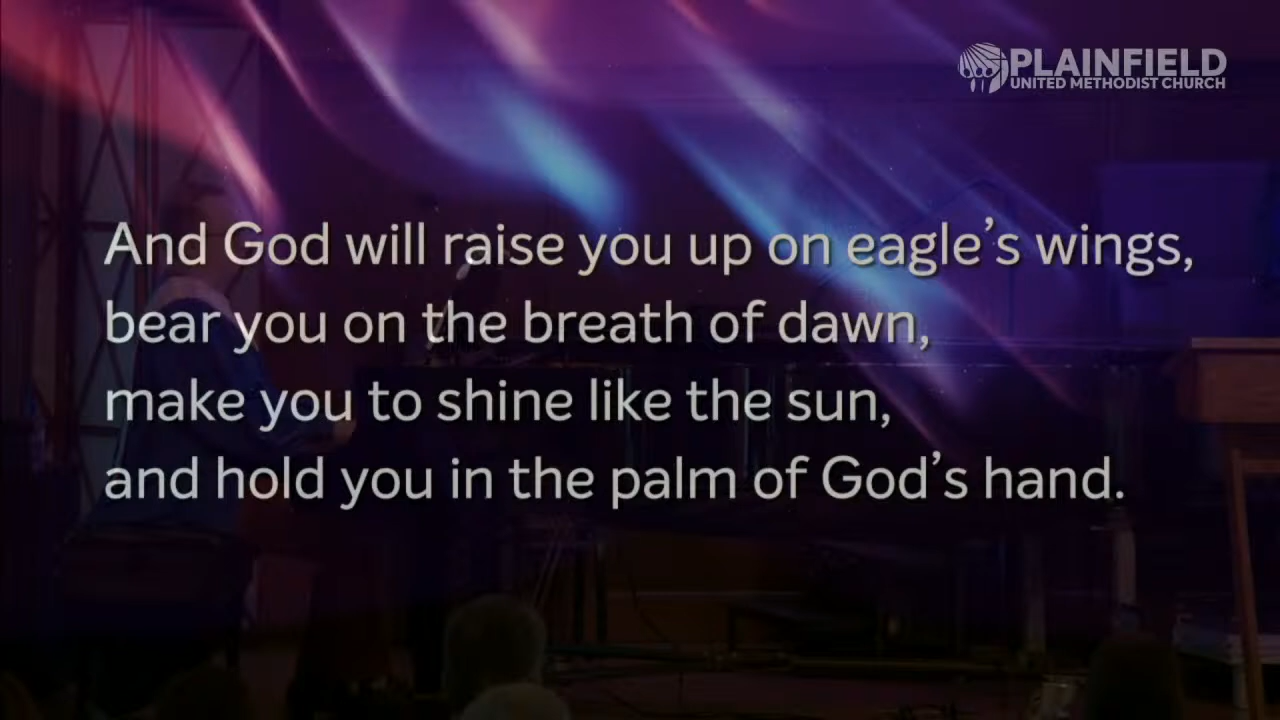 PLAINFIELD
UNITED METHODIST CHURCH
And God will raise you up on eagle’s wings,
bear you on the breath of dawn,
make you to shine like the sun,
and hold you in the palm of God’s hand.